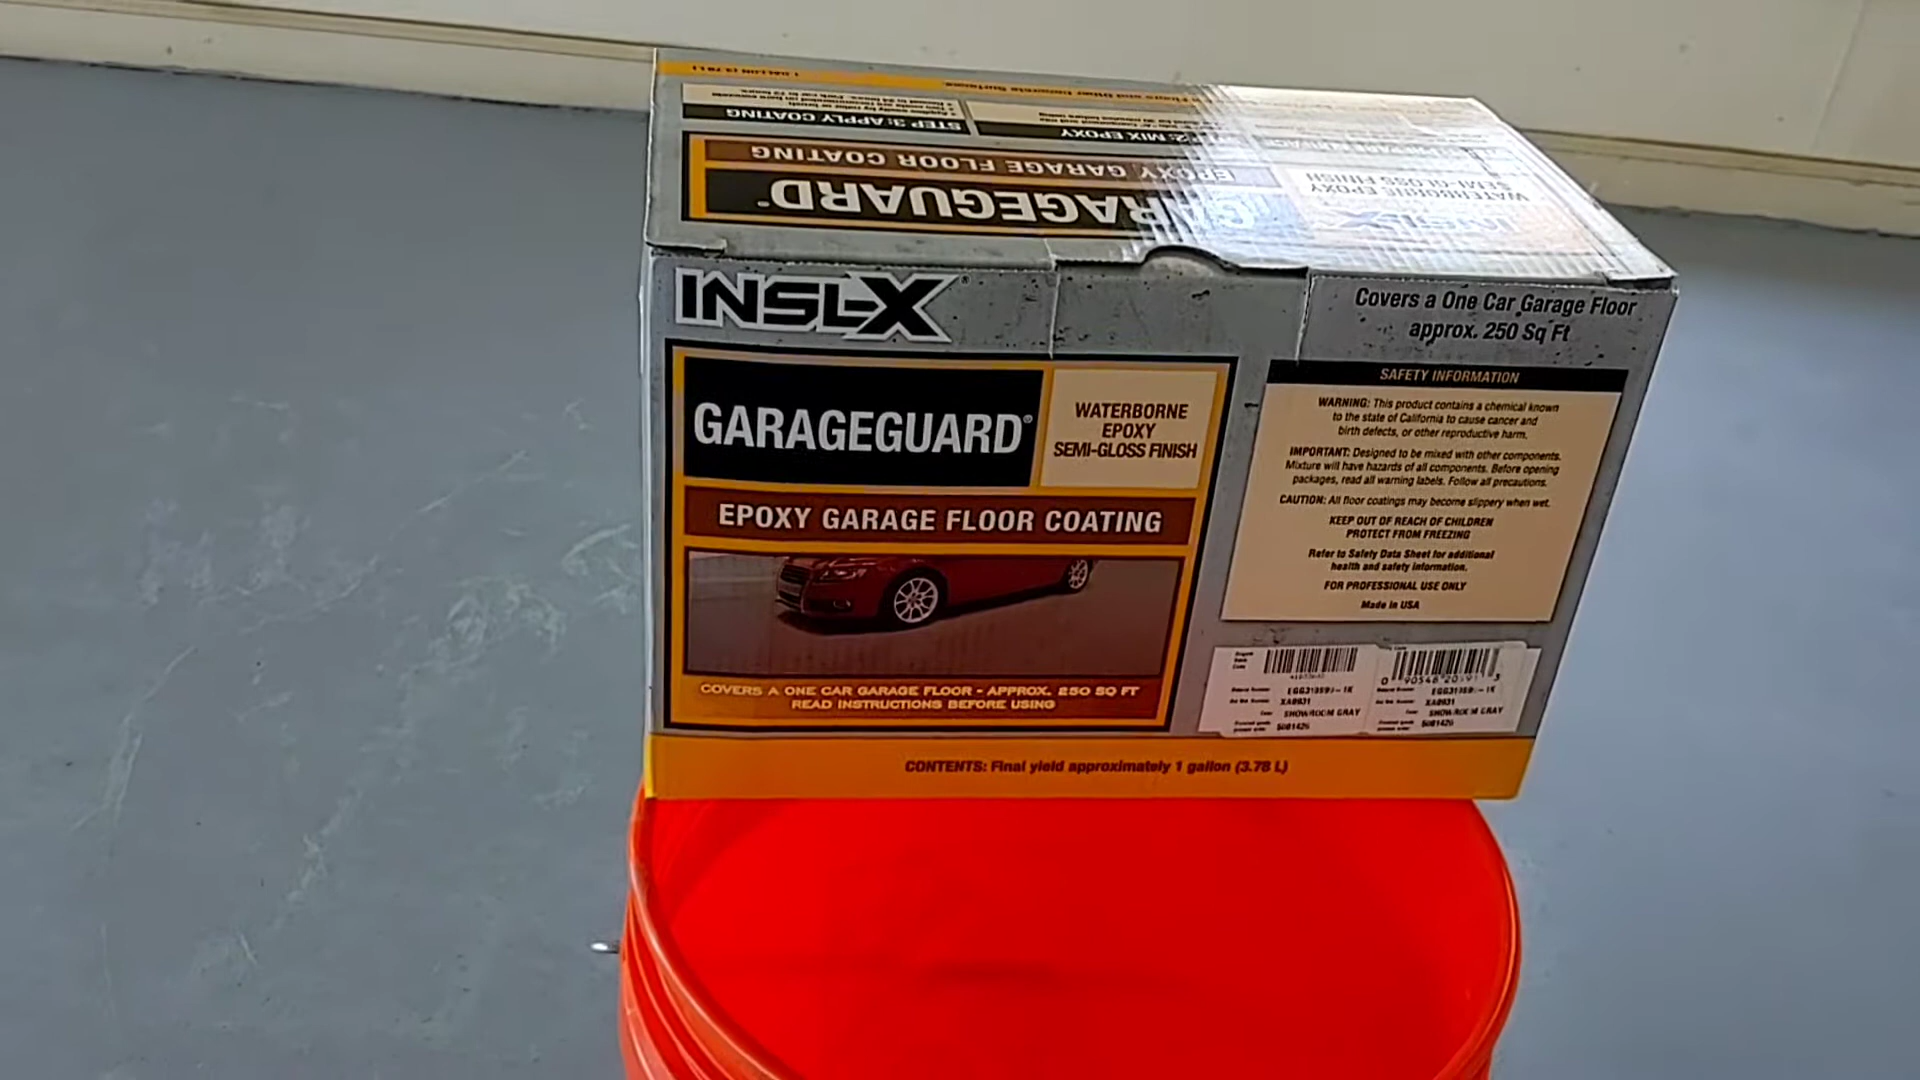 1 GALLON (3.78 L)
STEP 3: APPLY COATING
2: MIX EPOXY
EPOXY GARAGE FLOOR COATING
GARAGEGUARD®
WATERBORNE EPOXY
SEMI-GLOSS FINISH
INSL-X
INSL-X®
Covers a One Car Garage Floor
approx. 250 Sq Ft
GARAGEGUARD®
WATERBORNE
EPOXY
SEMI-GLOSS FINISH
EPOXY GARAGE FLOOR COATING
COVERS A ONE CAR GARAGE FLOOR - APPROX. 250 SQ FT
READ INSTRUCTIONS BEFORE USING
SAFETY INFORMATION
WARNING: This product contains a chemical known
to the state of California to cause cancer and
birth defects, or other reproductive harm.
IMPORTANT: Designed to be mixed with other components.
Mixture will have hazards of all components. Before opening
packages, read all warning labels. Follow all precautions.
CAUTION: All floor coatings may become slippery when wet.
KEEP OUT OF REACH OF CHILDREN
PROTECT FROM FREEZING
Refer to Safety Data Sheet for additional
health and safety information.
FOR PROFESSIONAL USE ONLY
Made in USA
XA0931
SHOWROOM GRAY
XA0931
SHOWROOM GRAY
CONTENTS: Final yield approximately 1 gallon (3.78 L)